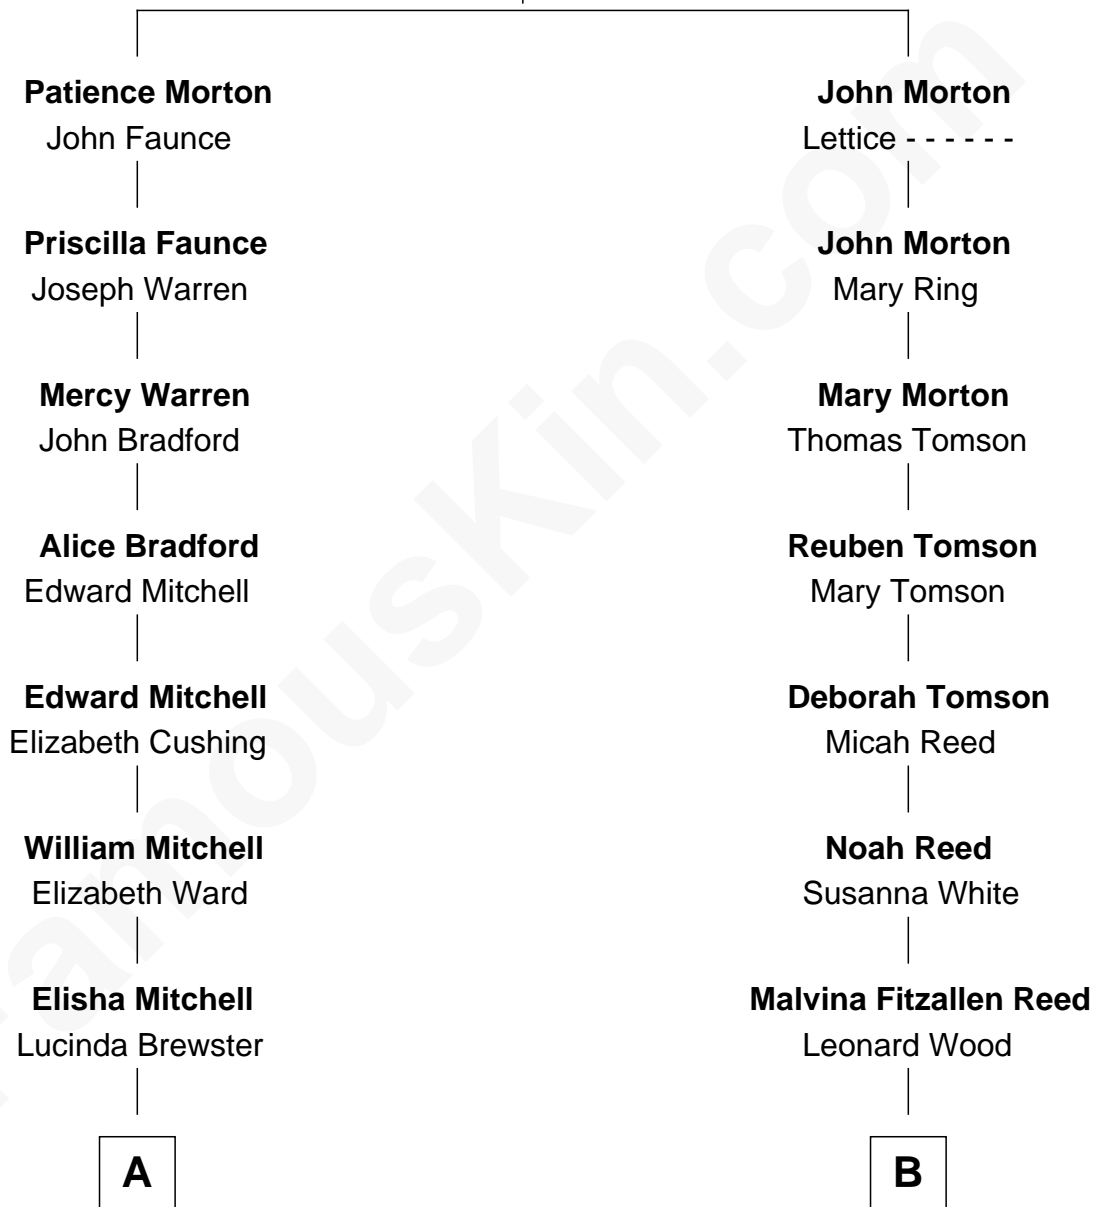 Patience Morton
John Faunce
Priscilla Faunce
Joseph Warren
Mercy Warren
John Bradford
Alice Bradford
Edward Mitchell
Edward Mitchell
Elizabeth Cushing
William Mitchell
Elizabeth Ward
Elisha Mitchell
Lucinda Brewster
A
John Morton
Lettice - - - - - -
John Morton
Mary Ring
Mary Morton
Thomas Tomson
Reuben Tomson
Mary Tomson
Deborah Tomson
Micah Reed
Noah Reed
Susanna White
Malvina Fitzallen Reed
Leonard Wood
B
FamousKin.com